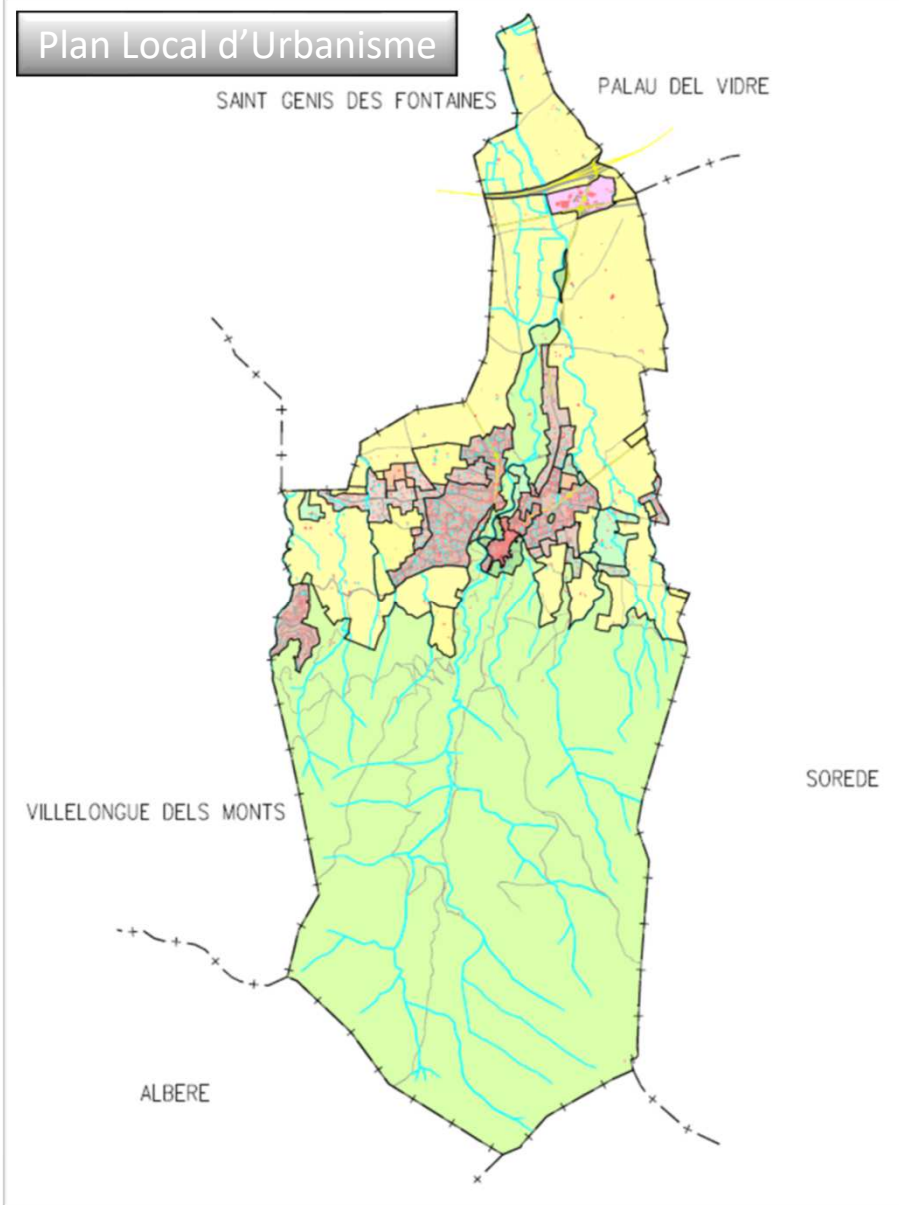 Plan Local d'Urbanisme
PALAU DEL VIDRE
SAINT GENIS DES FONTAINES
SOREDE
VILLELONGUE DELS MONTS
ALBERE